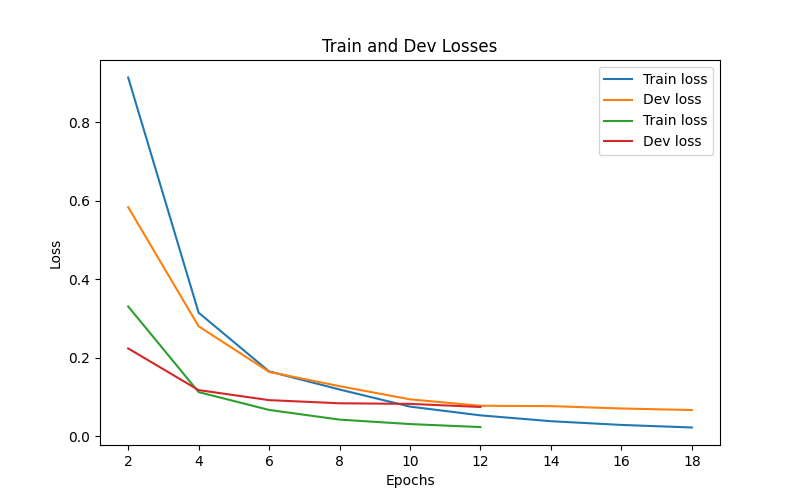 Train and Dev Losses
Train loss
Dev loss
Train loss
Dev loss
Loss
0.8
0.6
0.4
0.2
0.0
2 4 6 8 10 12 14 16 18
Epochs